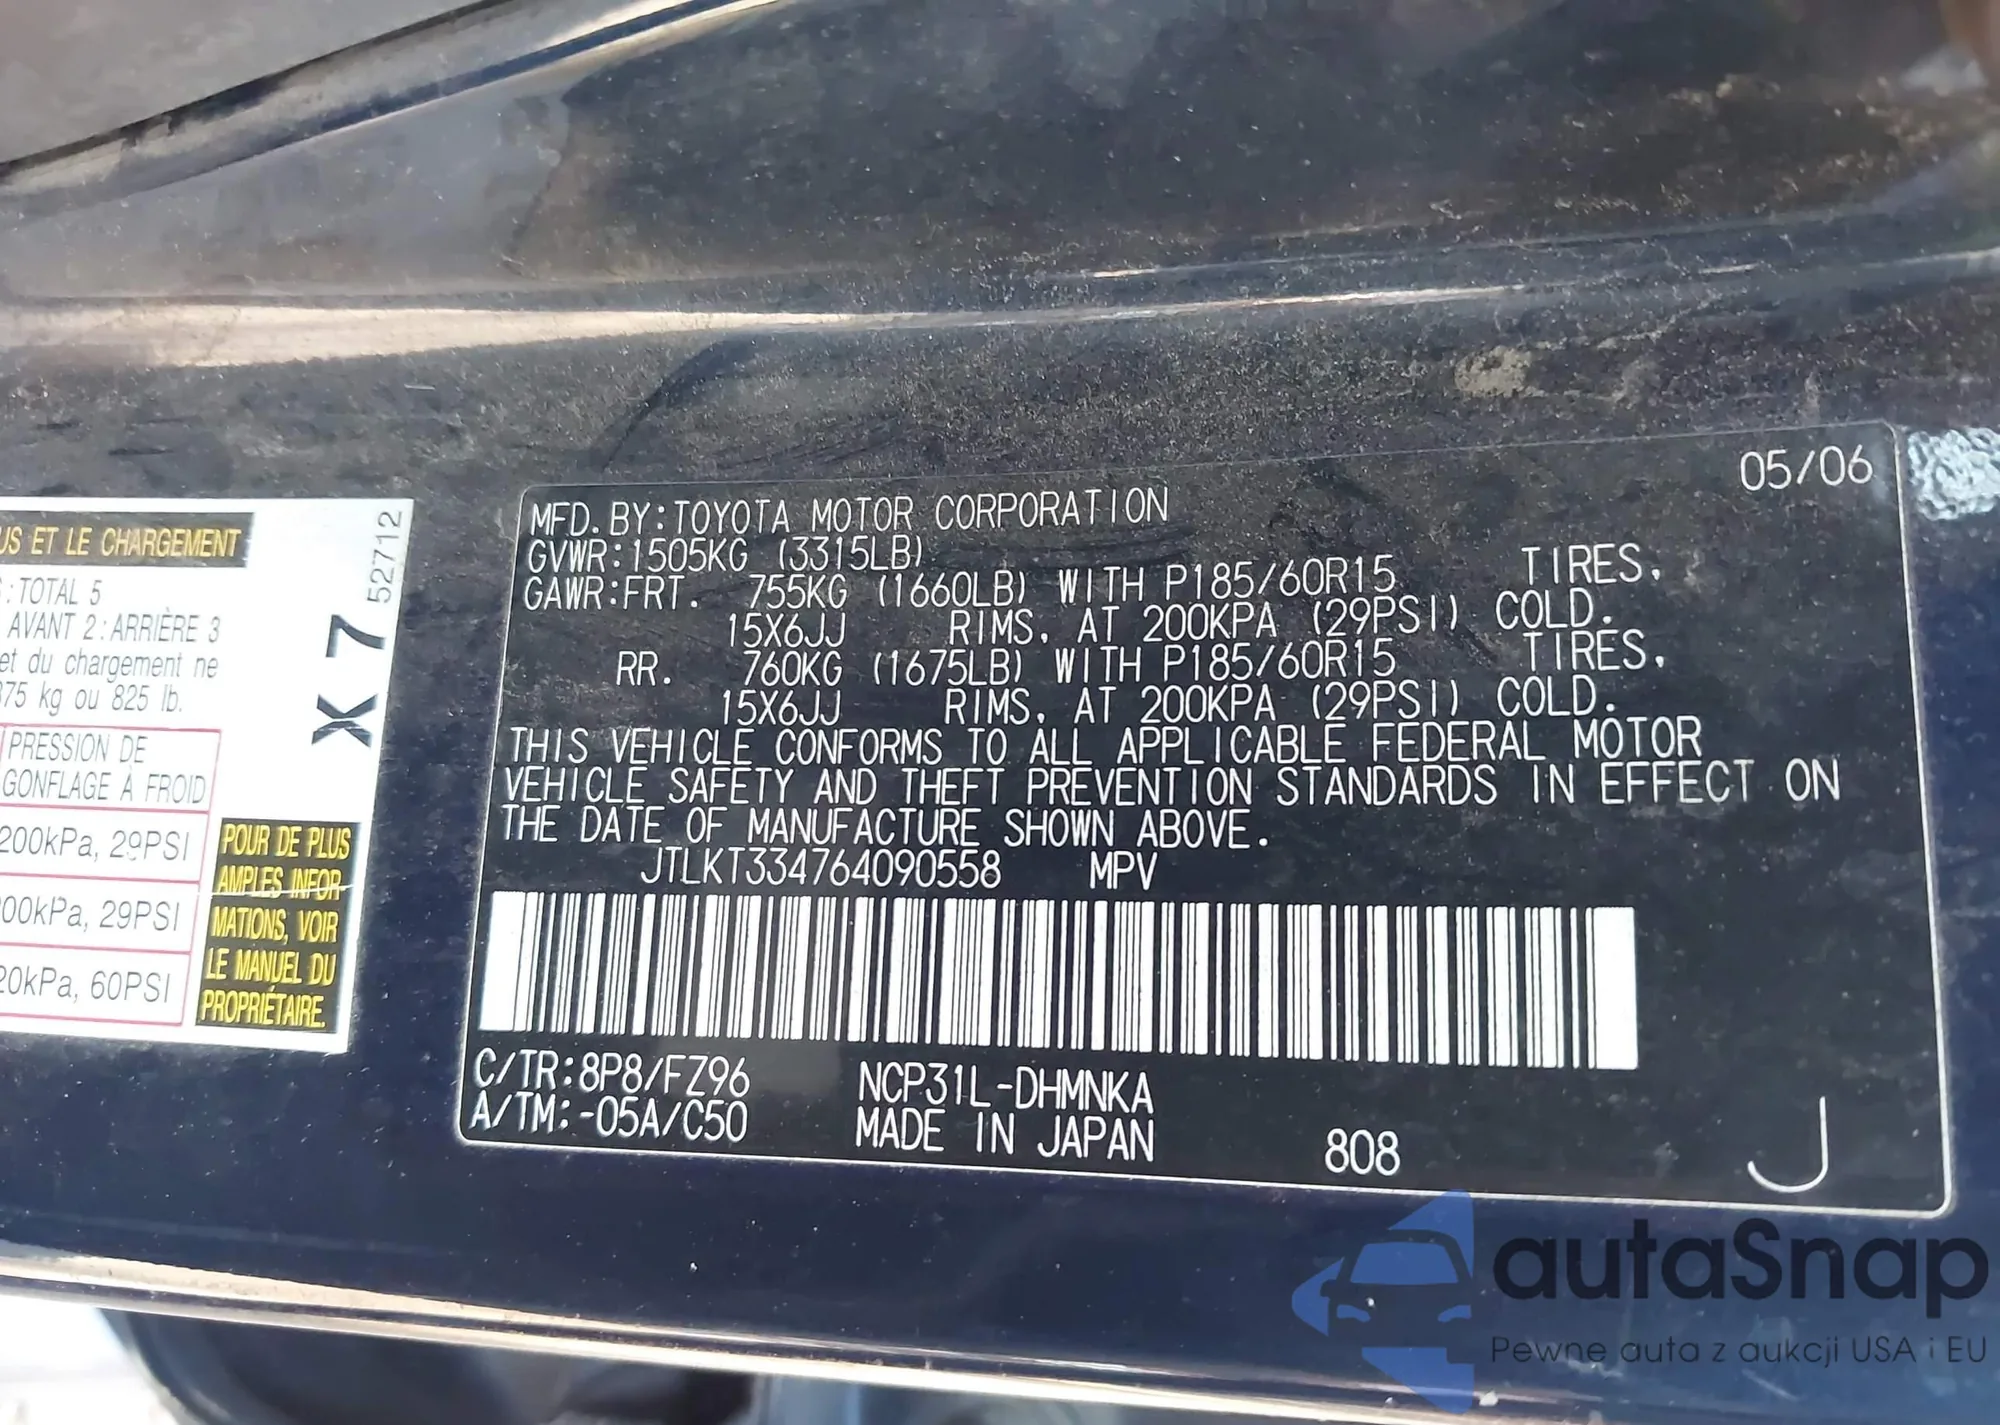 US ET LE CHARGEMENT
: TOTAL 5
AVANT 2 : ARRIÈRE 3
et du chargement ne
375 kg ou 825 lb.
PRESSION DE
GONFLAGE À FROID
200kPa, 29PSI
200kPa, 29PSI
20kPa, 60PSI
X 7
52712
POUR DE PLUS
AMPLES INFOR
MATIONS, VOIR
LE MANUEL DU
PROPRIÉTAIRE.
05/06
MFD. BY:TOYOTA MOTOR CORPORATION
GVWR:1505KG (3315LB)
GAWR:FRT. 755KG (1660LB) WITH P185/60R15 TIRES.
15X6JJ RIMS. AT 200KPA (29PSI) COLD.
RR. 760KG (1675LB) WITH P185/60R15 TIRES.
15X6JJ RIMS. AT 200KPA (29PSI) COLD.
THIS VEHICLE CONFORMS TO ALL APPLICABLE FEDERAL MOTOR
VEHICLE SAFETY AND THEFT PREVENTION STANDARDS IN EFFECT ON
THE DATE OF MANUFACTURE SHOWN ABOVE.
JTLKT334764090558 MPV
C/TR:8P8/FZ96 NCP31L-DHMNKA
A/TM:-05A/C50 MADE IN JAPAN 808 J
autaSnap
Pewne auta z aukcji USA i EU